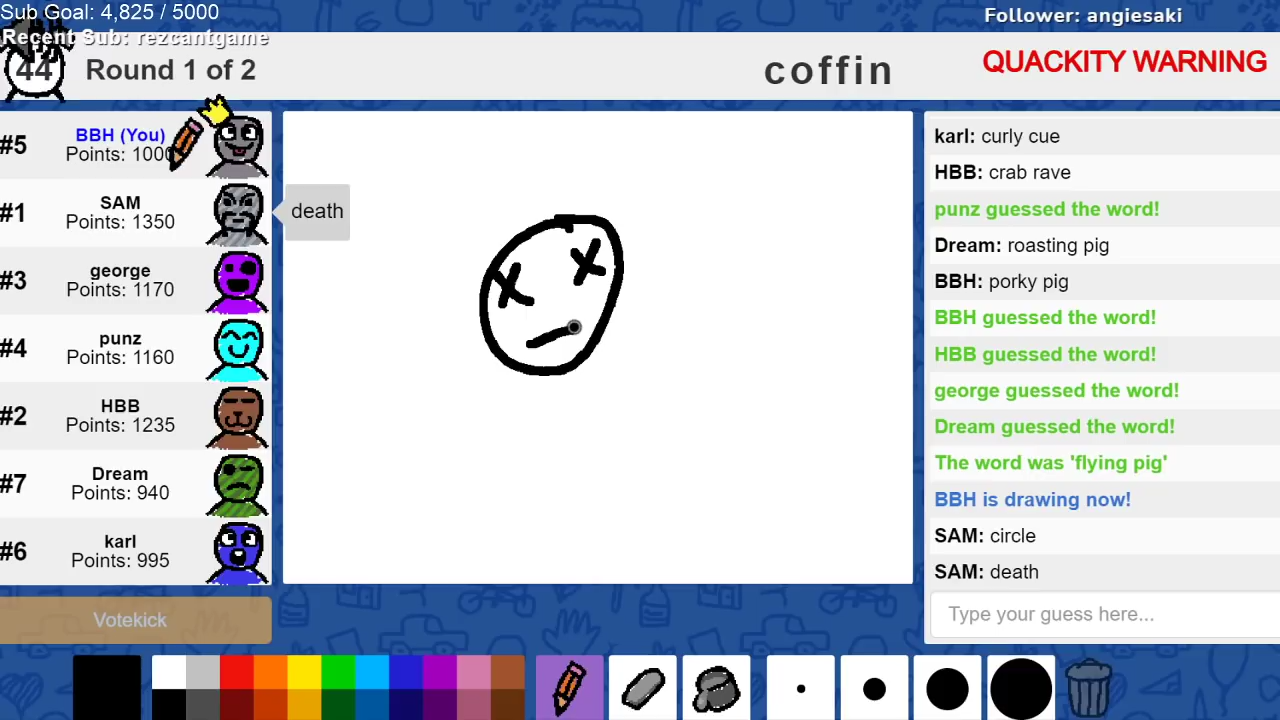 Sub Goal: 4,825 / 5000
Follower: angiesaki
Recent Sub: rezcantgame
44
Round 1 of 2
coffin
QUACKITY WARNING
#5
BBH (You)
Points: 1000
#1
SAM
Points: 1350
#3
george
Points: 1170
#4
punz
Points: 1160
#2
HBB
Points: 1235
#7
Dream
Points: 940
#6
karl
Points: 995
Votekick
death
karl: curly cue
HBB: crab rave
punz guessed the word!
Dream: roasting pig
BBH: porky pig
BBH guessed the word!
HBB guessed the word!
george guessed the word!
Dream guessed the word!
The word was 'flying pig'
BBH is drawing now!
SAM: circle
SAM: death
Type your guess here...